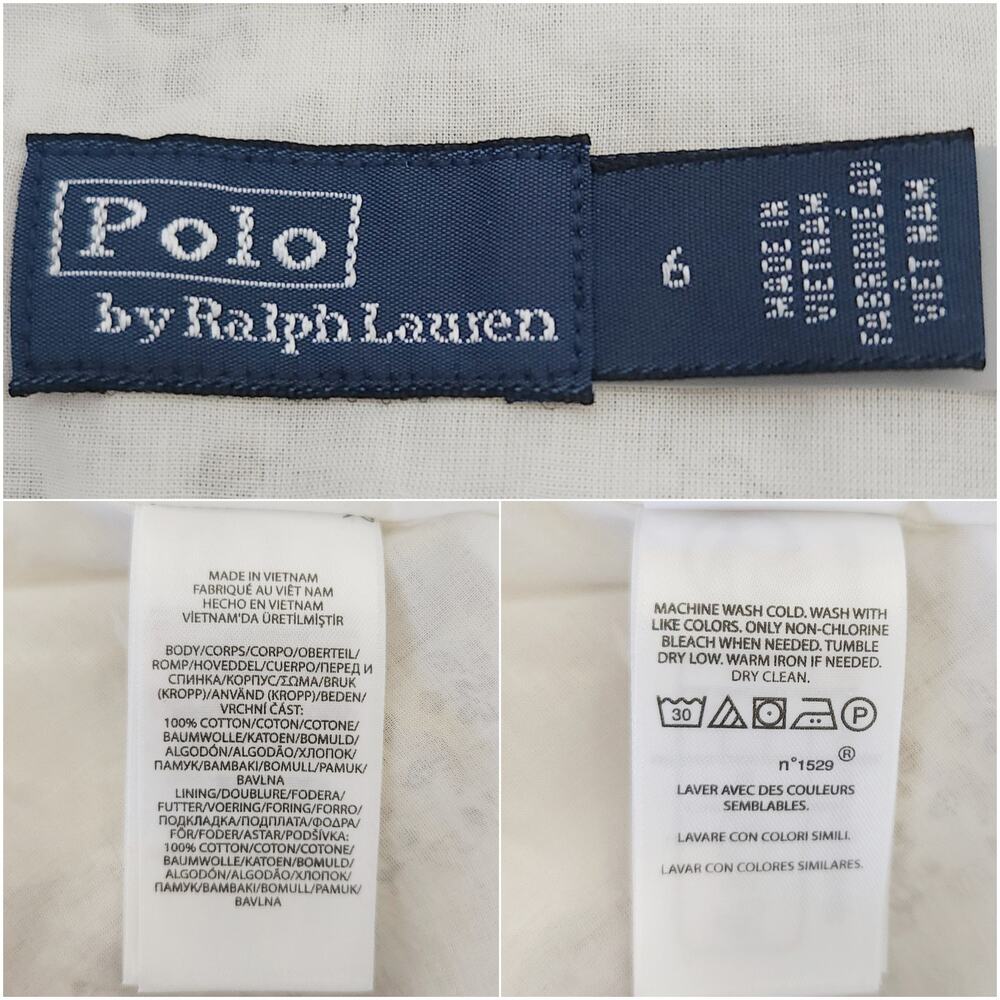 Polo
by Ralph Lauren
6
MADE IN
VIETNAM
FABRIQUÉ AU
VIÊT NAM
MADE IN VIETNAM
FABRIQUÉ AU VIÊT NAM
HECHO EN VIETNAM
VİETNAM'DA ÜRETİLMİŞTİR
BODY/CORPS/CORPO/OBERTEIL/
ROMP/HOVEDDEL/CUERPO/ПЕРЕД И
СПИНКА/КОРПУС/ΣΩΜΑ/BRUK
(KROPP)/ANVÄND (KROPP)/BEDEN/
VRCHNÍ ČÁST:
100% COTTON/COTON/COTONE/
BAUMWOLLE/KATOEN/BOMULD/
ALGODÓN/ALGODÃO/ХЛОПОК/
ПАМУК/BAMBAKI/BOMULL/PAMUK/
BAVLNA
LINING/DOUBLURE/FODERA/
FUTTER/VOERING/FORING/FORRO/
ПОДКЛАДКА/ПОДПЛАТА/ΦΟΔΡΑ/
FÔR/FODER/ASTAR/PODŠÍVKA:
100% COTTON/COTON/COTONE/
BAUMWOLLE/KATOEN/BOMULD/
ALGODÓN/ALGODÃO/ХЛОПОК/
ПАМУК/BAMBAKI/BOMULL/PAMUK/
BAVLNA
MACHINE WASH COLD. WASH WITH
LIKE COLORS. ONLY NON-CHLORINE
BLEACH WHEN NEEDED. TUMBLE
DRY LOW. WARM IRON IF NEEDED.
DRY CLEAN.
30 P
n°1529 ®
LAVER AVEC DES COULEURS
SEMBLABLES.
LAVARE CON COLORI SIMILI.
LAVAR CON COLORES SIMILARES.